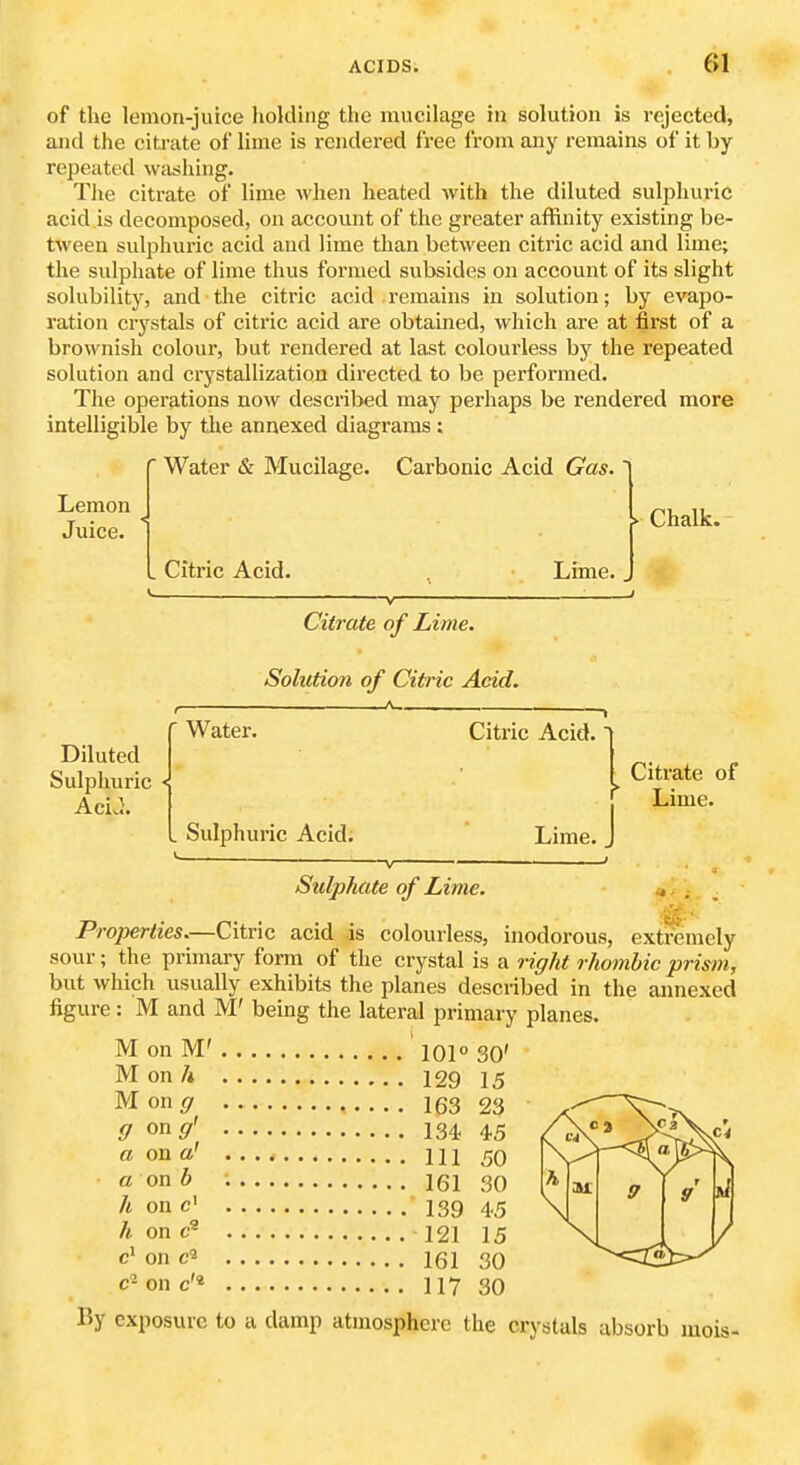 ACIDS. 61
of the lemon-juice holding the mucilage in solution is rejected,
and the citrate of lime is rendered free from any remains of it by
repeated washing.
The citrate of lime when heated with the diluted sulphuric
acid is decomposed, on account of the greater affinity existing be-
tween sulphuric acid and lime than between citric acid and lime;
the sulphate of lime thus formed subsides on account of its slight
solubility, and the citric acid remains in solution; by evapo-
ration crystals of citric acid are obtained, which are at first of a
brownish colour, but rendered at last colourless by the repeated
solution and crystallization directed to be performed.
The operations now described may perhaps be rendered more
intelligible by the annexed diagrams:
Water & Mucilage. Carbonic Acid Gas.
Lemon
Juice.
Chalk.
Citric Acid. Lime.
Citrate of Lime.
Solution of Citric Acid.
Water. Citric Acid.
Diluted
Sulphuric
Acid.
Citrate of
Lime.
Sulphuric Acid. Lime.
Sulphate of Lime.
Properties.—Citric acid is colourless, inodorous, extremely
sour; the primary form of the crystal is a right rhombic prism,
but which usually exhibits the planes described in the annexed
figure: M and M' being the lateral primary planes.
M on M' .............. 101° 30'
M on h .............. 129 15
M on g .............. 163 23
g on g' .............. 134 45
a on a' .............. 111 50
a on b .............. 161 30
h on c¹ .............. 139 45
h on c² .............. 121 15
c¹ on c² .............. 161 30
c² on c'² .............. 117 30
c4 c2 c'2 c'4
b a b'
h M g g' M'
a
By exposure to a damp atmosphere the crystals absorb mois-